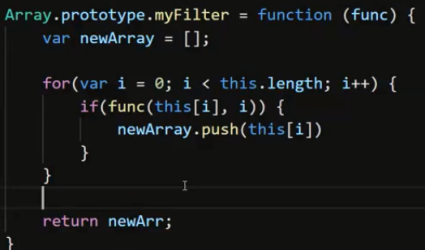 Array.prototype.myFilter = function (func) {
    var newArray = [];
    for(var i = 0; i < this.length; i++) {
        if(func(this[i], i)) {
            newArray.push(this[i])
        }
    }
    return newArr;
}